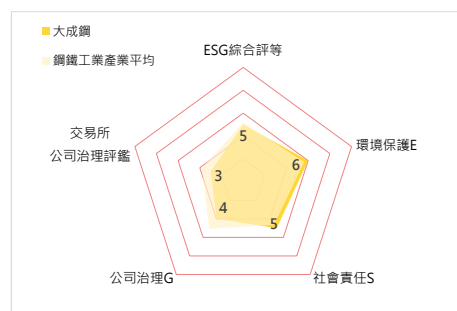 大成鋼
鋼鐵工業產業平均
ESG綜合評等
交易所
公司治理評鑑
環境保護E
5
6
3
4
5
公司治理G
社會責任S